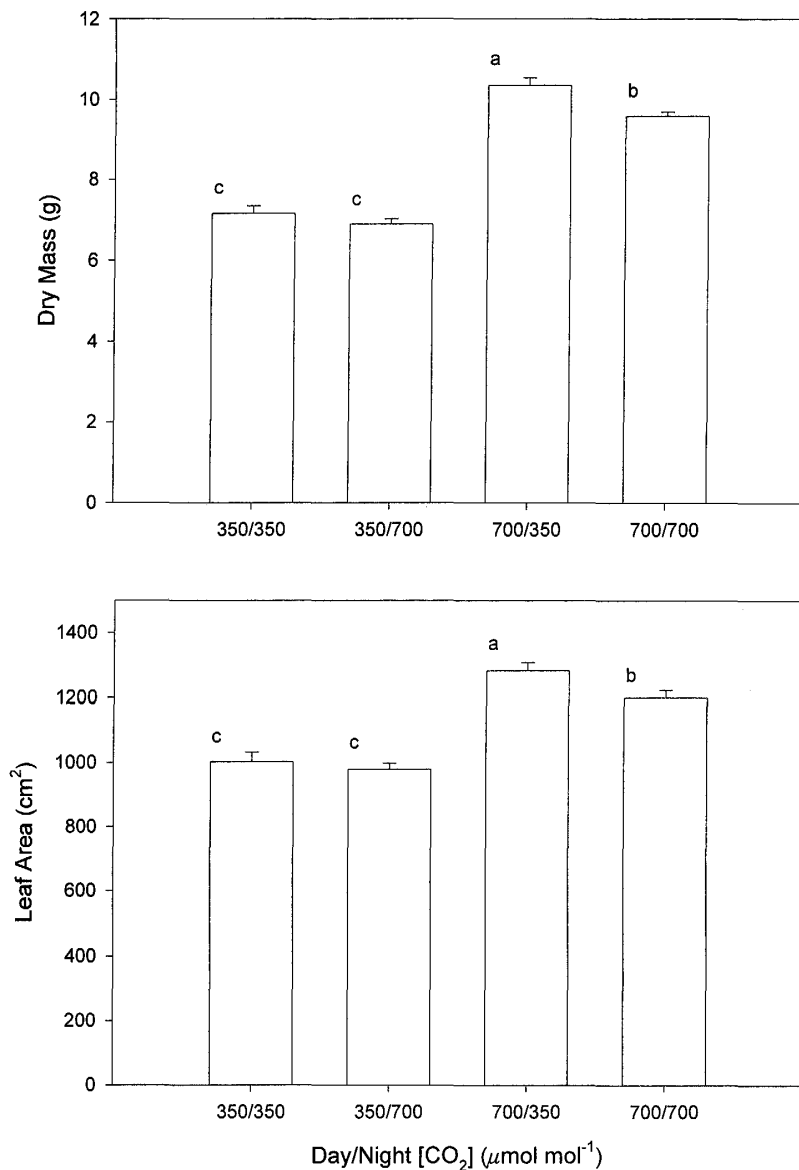 12
a
10
b
8
c
c
6
Dry Mass (g)
4
2
0
350/350 350/700 700/350 700/700
1400
a
1200
b
1000
c
c
800
Leaf Area (cm²)
600
400
200
0
350/350 350/700 700/350 700/700
Day/Night [CO₂] (μmol mol⁻¹)